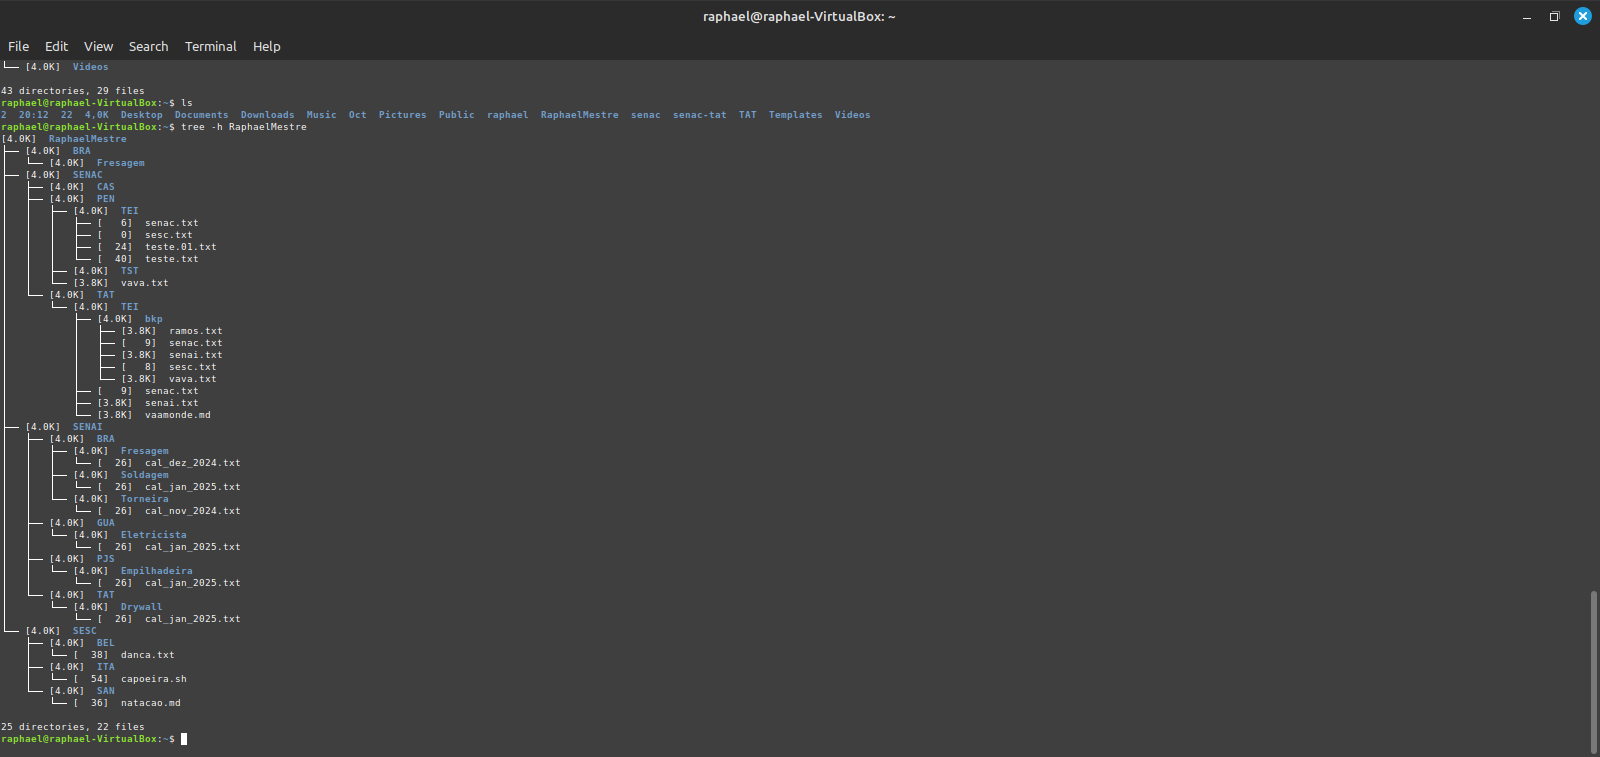 raphael@raphael-VirtualBox: ~
File Edit View Search Terminal Help
└── [4.0K]  Videos
43 directories, 29 files
raphael@raphael-VirtualBox:~$ ls
2  20:12  22  4,0K  Desktop  Documents  Downloads  Music  Oct  Pictures  Public  raphael  RaphaelMestre  senac  senac-tat  TAT  Templates  Videos
raphael@raphael-VirtualBox:~$ tree -h RaphaelMestre
[4.0K]  RaphaelMestre
├── [4.0K]  BRA
│   └── [4.0K]  Fresagem
├── [4.0K]  SENAC
│   ├── [4.0K]  CAS
│   ├── [4.0K]  PEN
│   │   ├── [4.0K]  TEI
│   │   │   ├── [   6]  senac.txt
│   │   │   ├── [   0]  sesc.txt
│   │   │   ├── [  24]  teste.01.txt
│   │   │   └── [  40]  teste.txt
│   │   ├── [4.0K]  TST
│   │   └── [3.8K]  vava.txt
│   └── [4.0K]  TAT
│       └── [4.0K]  TEI
│           ├── [4.0K]  bkp
│           │   ├── [3.8K]  ramos.txt
│           │   ├── [   9]  senac.txt
│           │   ├── [3.8K]  senai.txt
│           │   ├── [   8]  sesc.txt
│           │   └── [3.8K]  vava.txt
│           ├── [   9]  senac.txt
│           ├── [3.8K]  senai.txt
│           └── [3.8K]  vaamonde.md
├── [4.0K]  SENAI
│   ├── [4.0K]  BRA
│   │   ├── [4.0K]  Fresagem
│   │   │   └── [  26]  cal_dez_2024.txt
│   │   ├── [4.0K]  Soldagem
│   │   │   └── [  26]  cal_jan_2025.txt
│   │   └── [4.0K]  Torneira
│   │       └── [  26]  cal_nov_2024.txt
│   ├── [4.0K]  GUA
│   │   └── [4.0K]  Eletricista
│   │       └── [  26]  cal_jan_2025.txt
│   ├── [4.0K]  PJS
│   │   └── [4.0K]  Empilhadeira
│   │       └── [  26]  cal_jan_2025.txt
│   └── [4.0K]  TAT
│       └── [4.0K]  Drywall
│           └── [  26]  cal_jan_2025.txt
└── [4.0K]  SESC
    ├── [4.0K]  BEL
    │   └── [  38]  danca.txt
    ├── [4.0K]  ITA
    │   └── [  54]  capoeira.sh
    └── [4.0K]  SAN
        └── [  36]  natacao.md
25 directories, 22 files
raphael@raphael-VirtualBox:~$